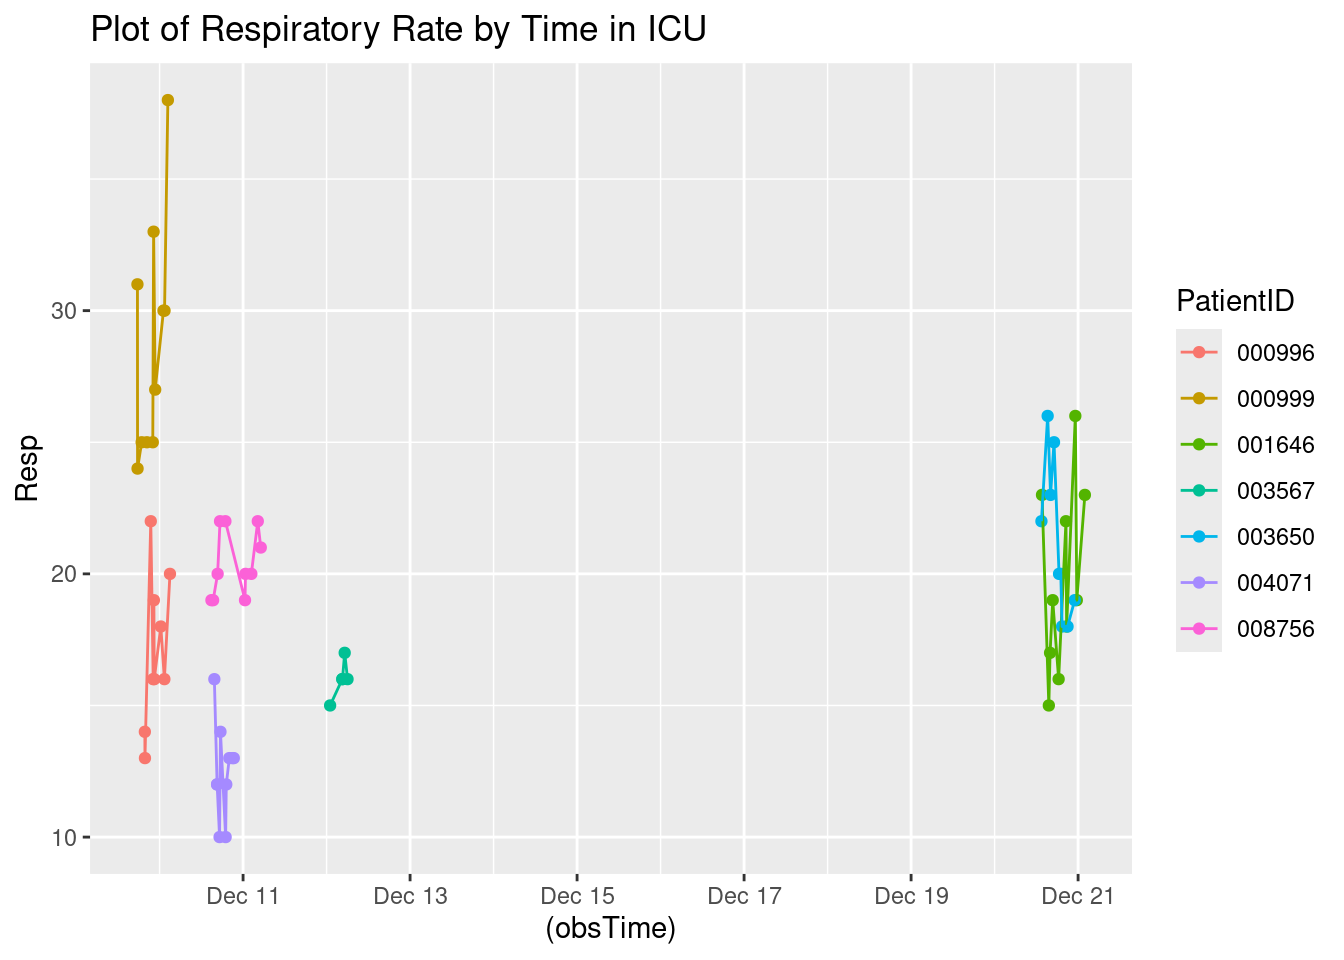 Plot of Respiratory Rate by Time in ICU
Resp
30
20
10
Dec 11
Dec 13
Dec 15
Dec 17
Dec 19
Dec 21
(obsTime)
PatientID
000996
000999
001646
003567
003650
004071
008756